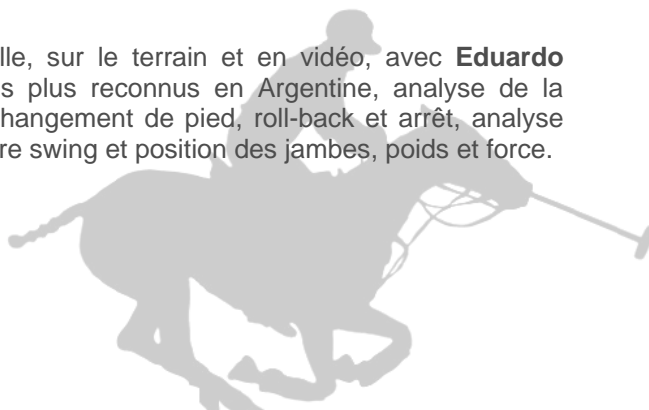 lle, sur le terrain et en vidéo, avec Eduardo
s plus reconnus en Argentine, analyse de la
hangement de pied, roll-back et arrêt, analyse
re swing et position des jambes, poids et force.